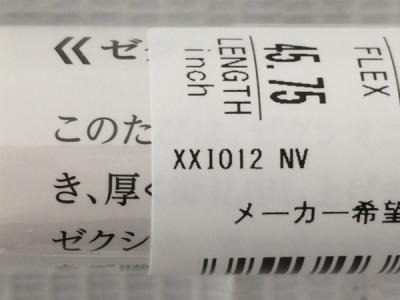 《 ゼ
このた
き、厚く
ゼクシ
45.75
LENGTH
inch
FLEX
XXIO12 NV
メーカー希望